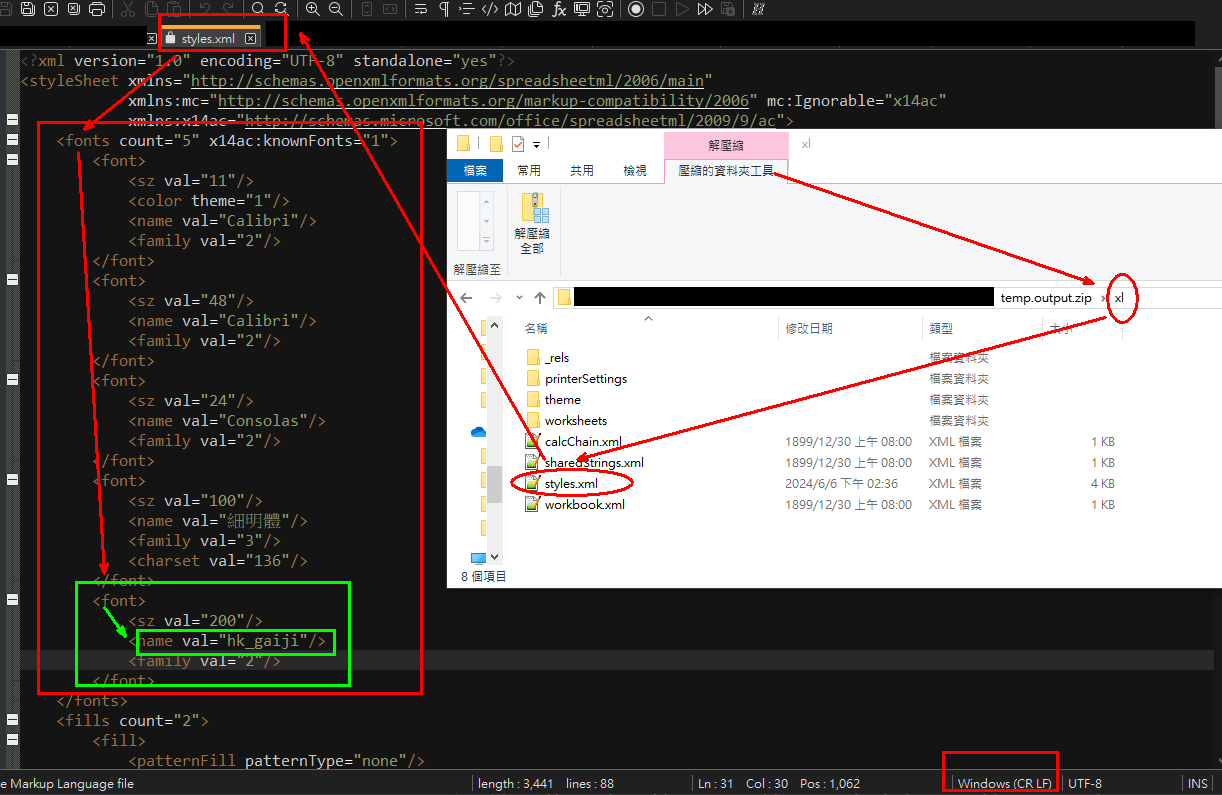 styles.xml
<?xml version="1.0" encoding="UTF-8" standalone="yes"?>
<styleSheet xmlns="http://schemas.openxmlformats.org/spreadsheetml/2006/main"
xmlns:mc="http://schemas.openxmlformats.org/markup-compatibility/2006" mc:Ignorable="x14ac"
xmlns:x14ac="http://schemas.microsoft.com/office/spreadsheetml/2009/9/ac">
<fonts count="5" x14ac:knownFonts="1">
<font>
<sz val="11"/>
<color theme="1"/>
<name val="Calibri"/>
<family val="2"/>
</font>
<font>
<sz val="48"/>
<name val="Calibri"/>
<family val="2"/>
</font>
<font>
<sz val="24"/>
<name val="Consolas"/>
<family val="2"/>
</font>
<font>
<sz val="100"/>
<name val="細明體"/>
<family val="3"/>
<charset val="136"/>
</font>
<font>
<sz val="200"/>
<name val="hk_gaiji"/>
<family val="2"/>
</font>
</fonts>
<fills count="2">
<fill>
<patternFill patternType="none"/>
解壓縮 xl
檔案 常用 共用 檢視 壓縮的資料夾工具
解壓縮
全部
解壓縮至
temp.output.zip › xl
名稱 修改日期 類型 大小
_rels 檔案資料夾
printerSettings 檔案資料夾
theme 檔案資料夾
worksheets 檔案資料夾
calcChain.xml 1899/12/30 上午 08:00 XML 檔案 1 KB
sharedStrings.xml 1899/12/30 上午 08:00 XML 檔案 1 KB
styles.xml 2024/6/6 下午 02:36 XML 檔案 4 KB
workbook.xml 1899/12/30 上午 08:00 XML 檔案 1 KB
8 個項目
e Markup Language file length : 3,441 lines : 88 Ln : 31 Col : 30 Pos : 1,062 Windows (CR LF) UTF-8 INS